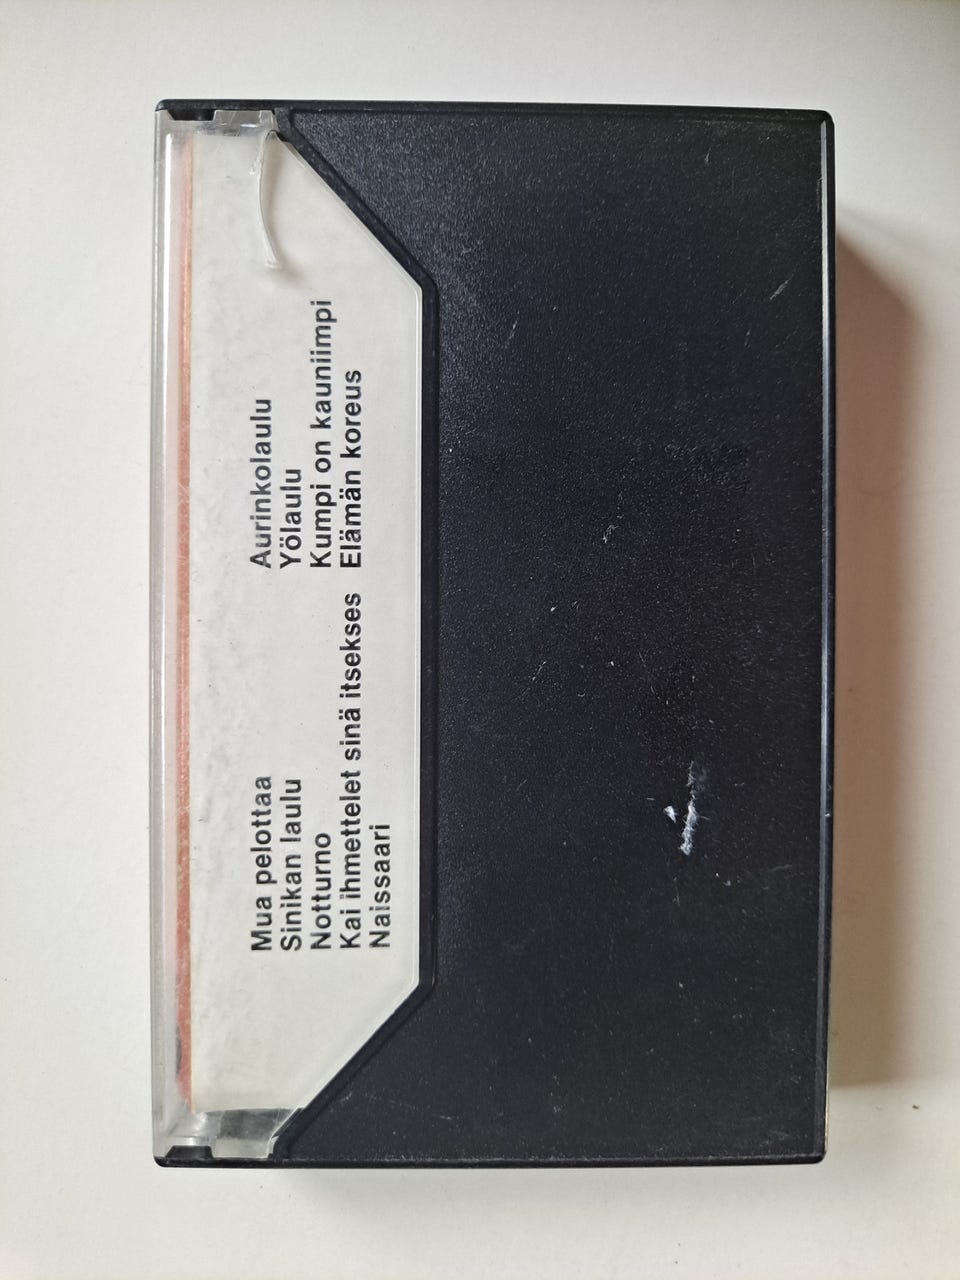 Mua pelottaa
Sinikan laulu
Notturno
Kai ihmettelet sinä itsekses
Naissaari
Aurinkolaulu
Yölaulu
Kumpi on kauniimpi
Elämän koreus